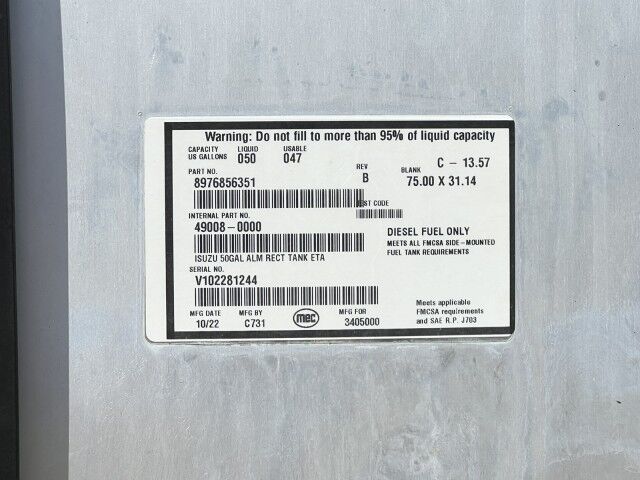 Warning: Do not fill to more than 95% of liquid capacity
CAPACITY LIQUID USABLE
US GALLONS 050 047
C - 13.57
PART NO. REV BLANK
8976856351 B 75.00 X 31.14
TEST CODE
INTERNAL PART NO.
49008-0000
DIESEL FUEL ONLY
MEETS ALL FMCSA SIDE-MOUNTED
FUEL TANK REQUIREMENTS
ISUZU 50GAL ALM RECT TANK ETA
SERIAL NO.
V102281244
MFG DATE MFG BY MFG FOR
10/22 C731 mec 3405000
Meets applicable
FMCSA requirements
and SAE R.P. J703